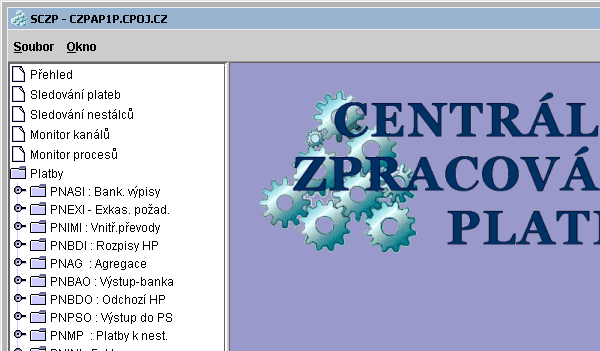 SCZP - CZPAP1P.CPOJ.CZ
Soubor Okno
Přehled
Sledování plateb
Sledování nestálců
Monitor kanálů
Monitor procesů
Platby
PNASI : Bank. výpisy
PNEXI - Exkas. požad.
PNIMI : Vnitř.převody
PNBDI : Rozpisy HP
PNAG : Agregace
PNBAO : Výstup-banka
PNBDO : Odchozí HP
PNPSO : Výstup do PS
PNMP : Platby k nest.
CENTRÁL
ZPRACOVÁ
PLAT